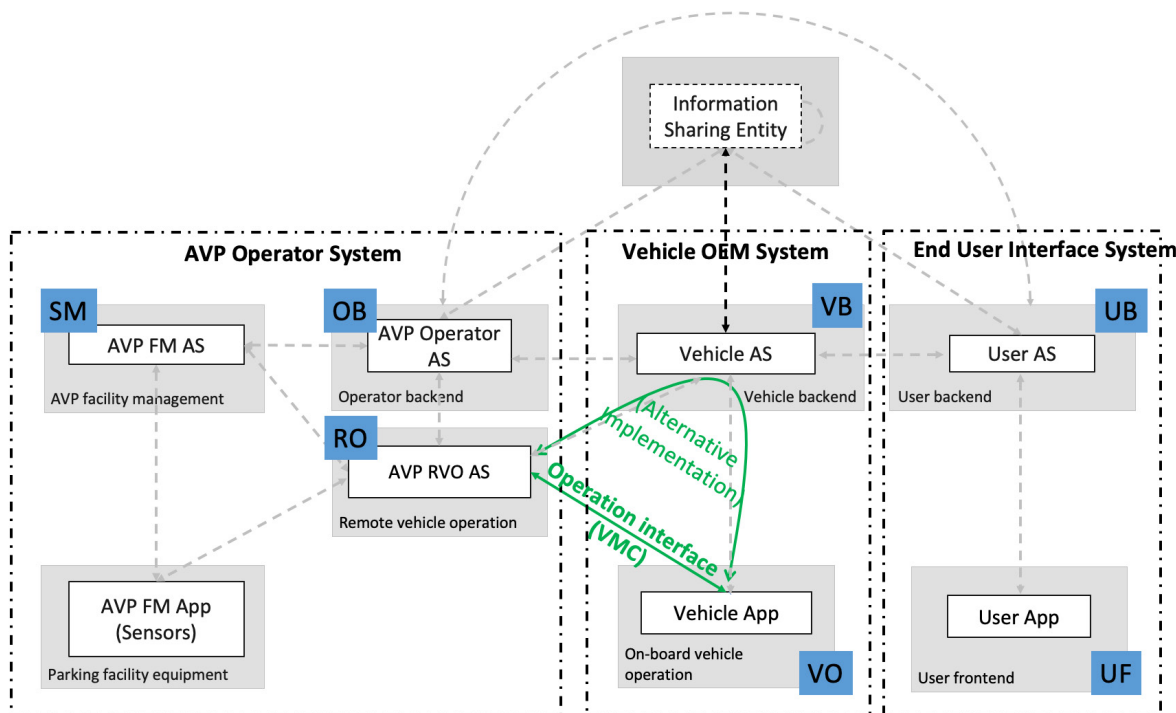 Information
Sharing Entity
AVP Operator System
Vehicle OEM System
End User Interface System
SM
AVP FM AS
AVP facility management
OB
AVP Operator
AS
Operator backend
VB
Vehicle AS
Vehicle backend
UB
User AS
User backend
RO
AVP RVO AS
Remote vehicle operation
(Alternative
Implementation)
Operation interface
(VMC)
AVP FM App
(Sensors)
Parking facility equipment
Vehicle App
On-board vehicle
operation
VO
User App
User frontend
UF